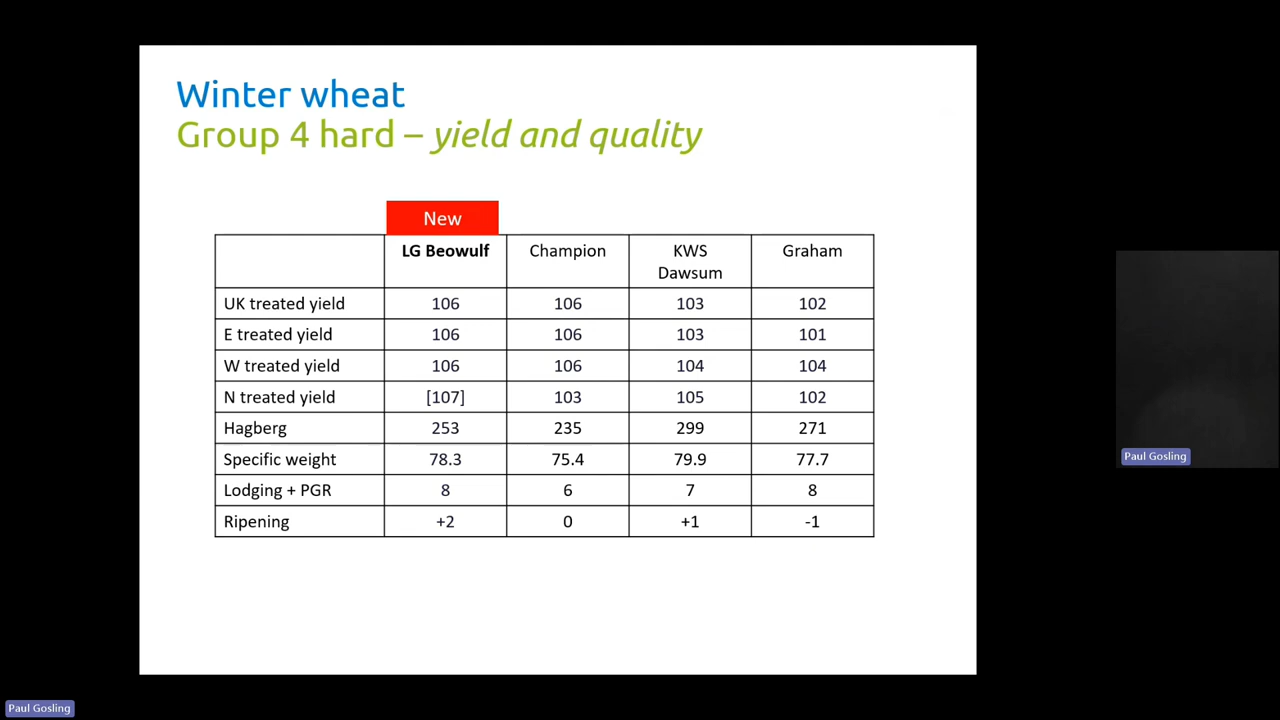 Winter wheat
Group 4 hard – yield and quality
New
LG Beowulf Champion KWS Dawsum Graham
UK treated yield 106 106 103 102
E treated yield 106 106 103 101
W treated yield 106 106 104 104
N treated yield [107] 103 105 102
Hagberg 253 235 299 271
Specific weight 78.3 75.4 79.9 77.7
Lodging + PGR 8 6 7 8
Ripening +2 0 +1 -1
Paul Gosling
Paul Gosling